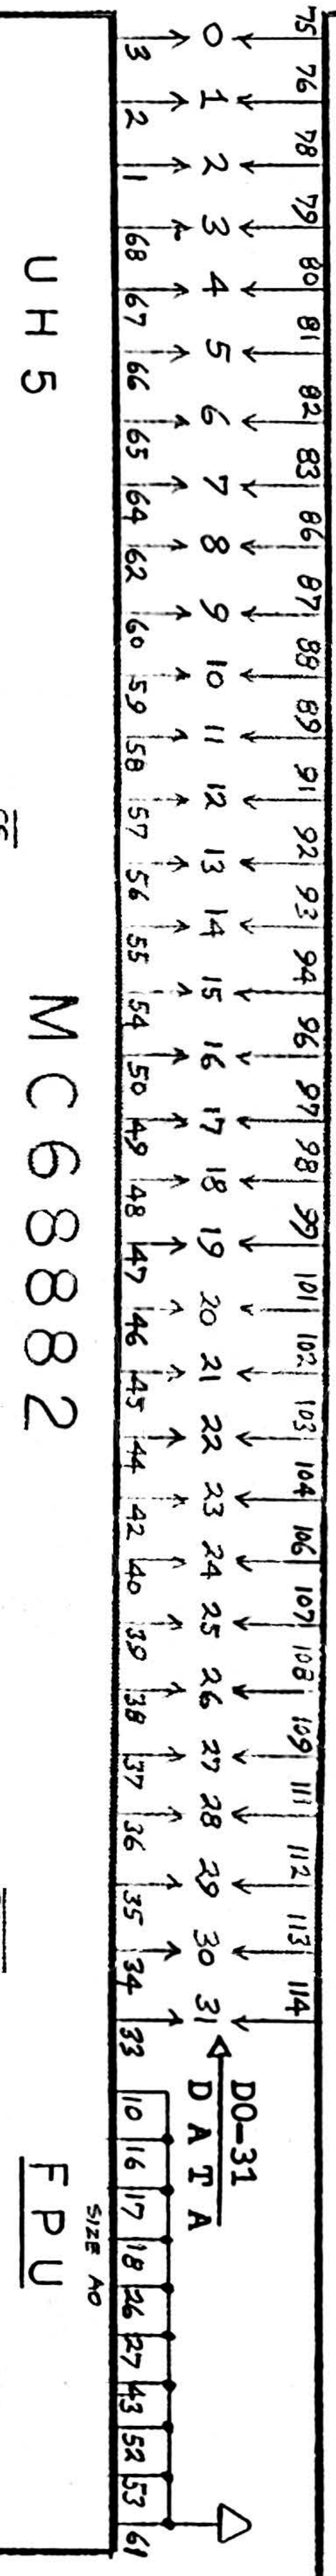 75 76 78 79 80 81 82 83 86 87 88 89 91 92 93 94 96 97 98 99 101 102 103 104 106 107 108 109 111 112 113 114
0 1 2 3 4 5 6 7 8 9 10 11 12 13 14 15 16 17 18 19 20 21 22 23 24 25 26 27 28 29 30 31
D0-31
DATA
3 2 1 68 67 66 65 64 62 60 59 58 57 56 55 54 50 49 48 47 46 45 44 42 40 39 38 37 36 35 34 33 10 16 17 18 26 27 43 52 53 61
SIZE A0
UH5 MC68882 FPU